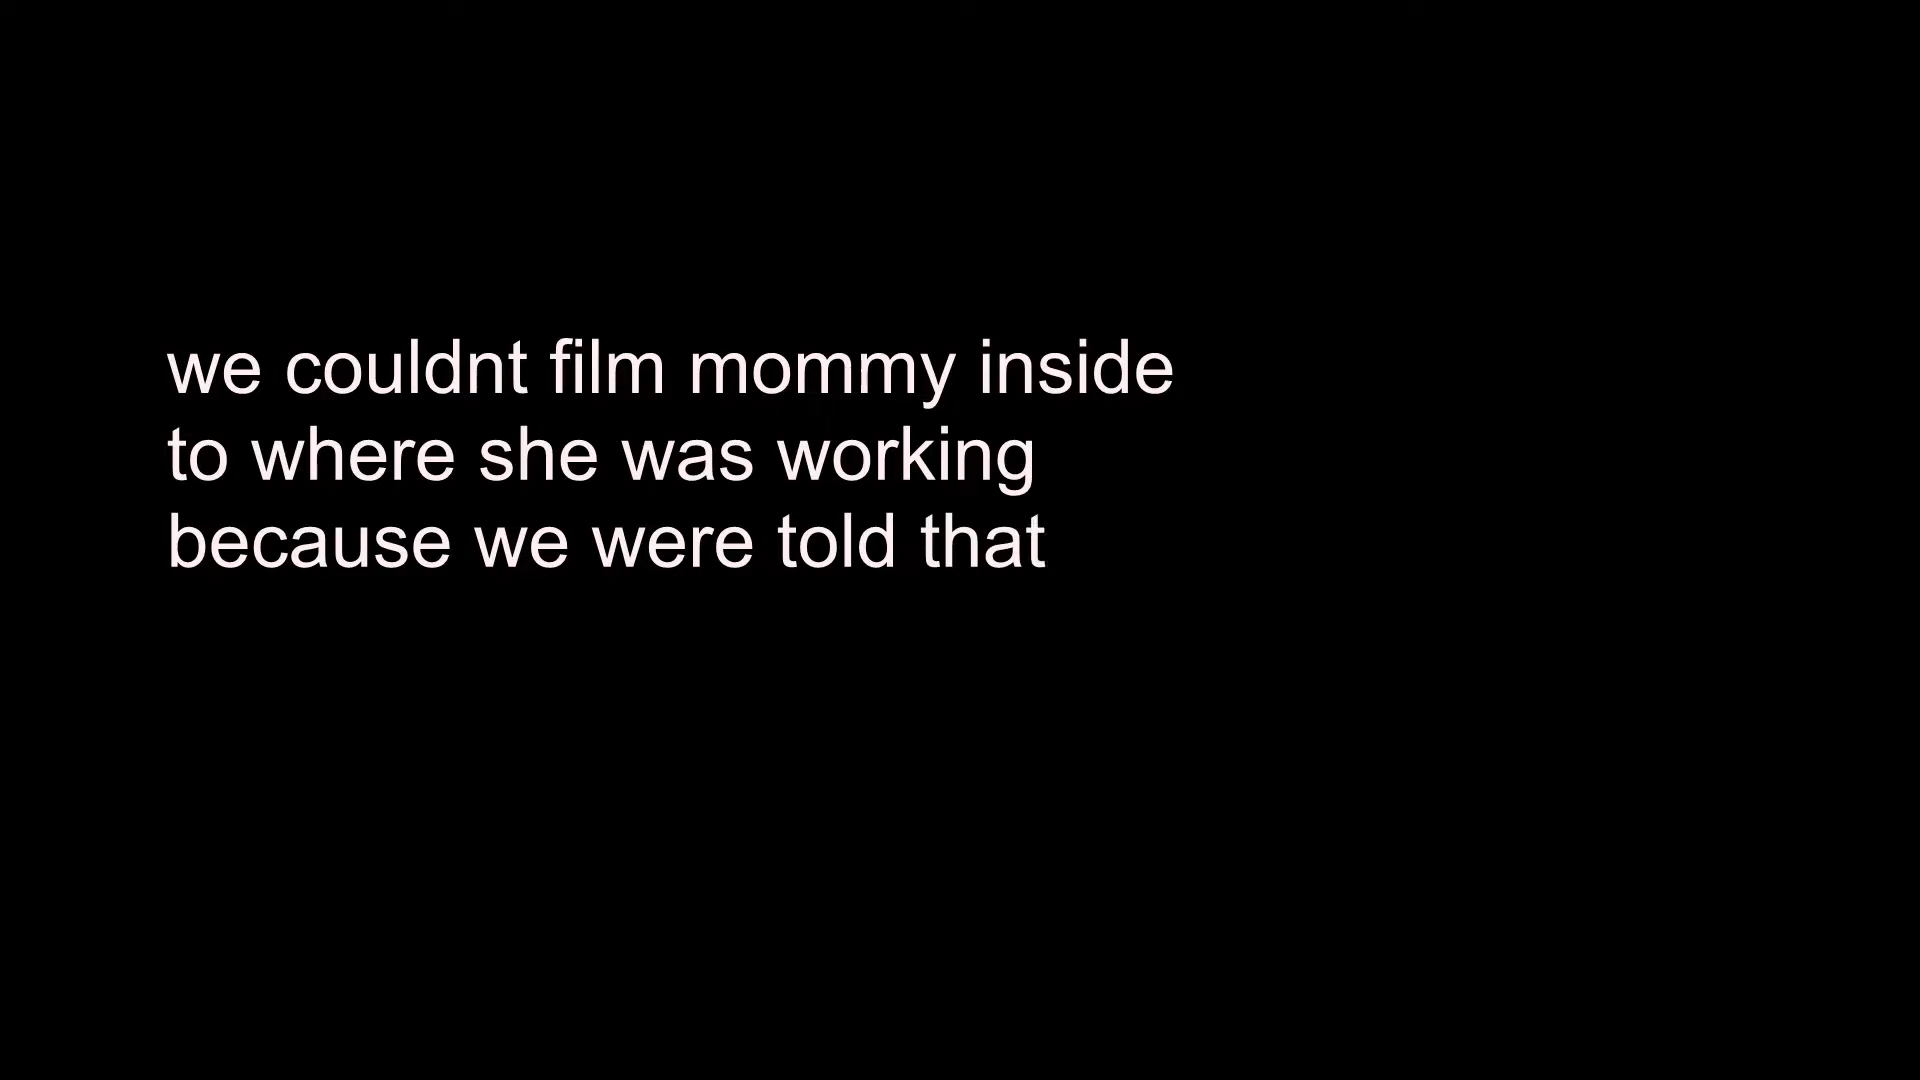 we couldnt film mommy inside
to where she was working
because we were told that